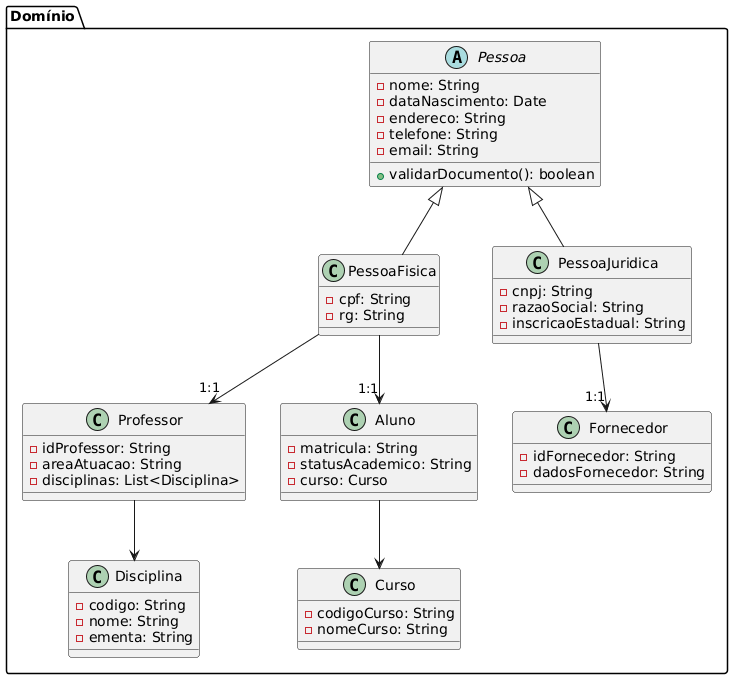 Domínio
A Pessoa
nome: String
dataNascimento: Date
endereco: String
telefone: String
email: String
validarDocumento(): boolean
C PessoaFisica
cpf: String
rg: String
C PessoaJuridica
cnpj: String
razaoSocial: String
inscricaoEstadual: String
1:1
1:1
1:1
C Professor
idProfessor: String
areaAtuacao: String
disciplinas: List<Disciplina>
C Aluno
matricula: String
statusAcademico: String
curso: Curso
C Fornecedor
idFornecedor: String
dadosFornecedor: String
C Disciplina
codigo: String
nome: String
ementa: String
C Curso
codigoCurso: String
nomeCurso: String